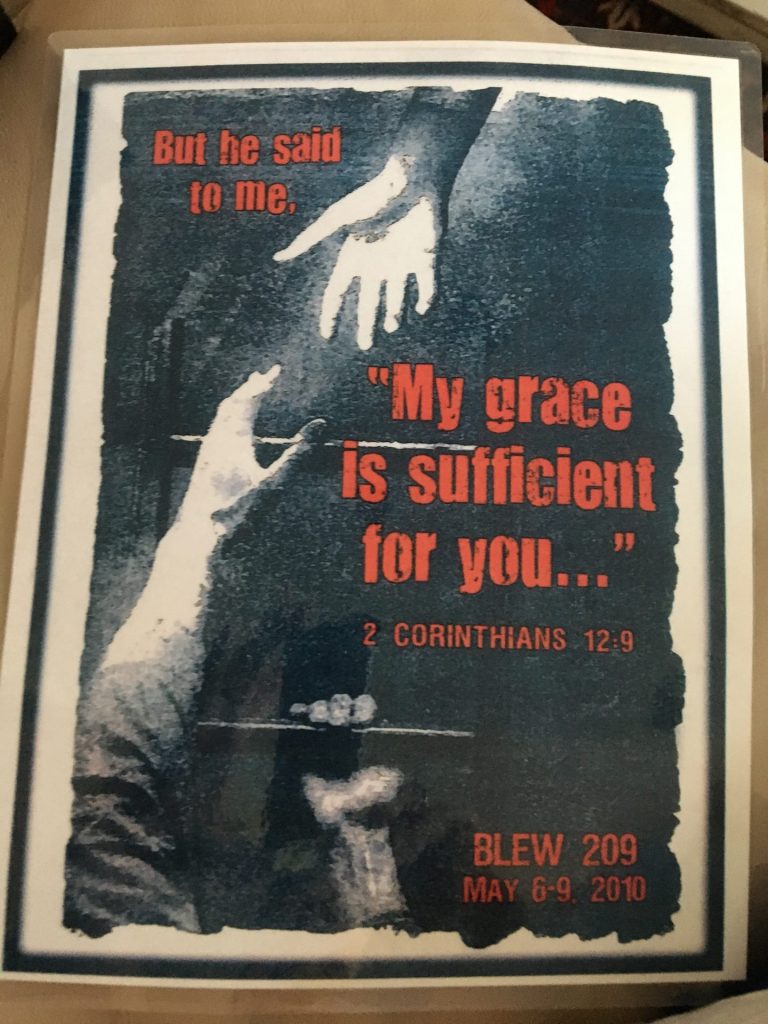 But he said
to me,
"My grace
is sufficient
for you..."
2 CORINTHIANS 12:9
BLEW 209
MAY 6-9, 2010